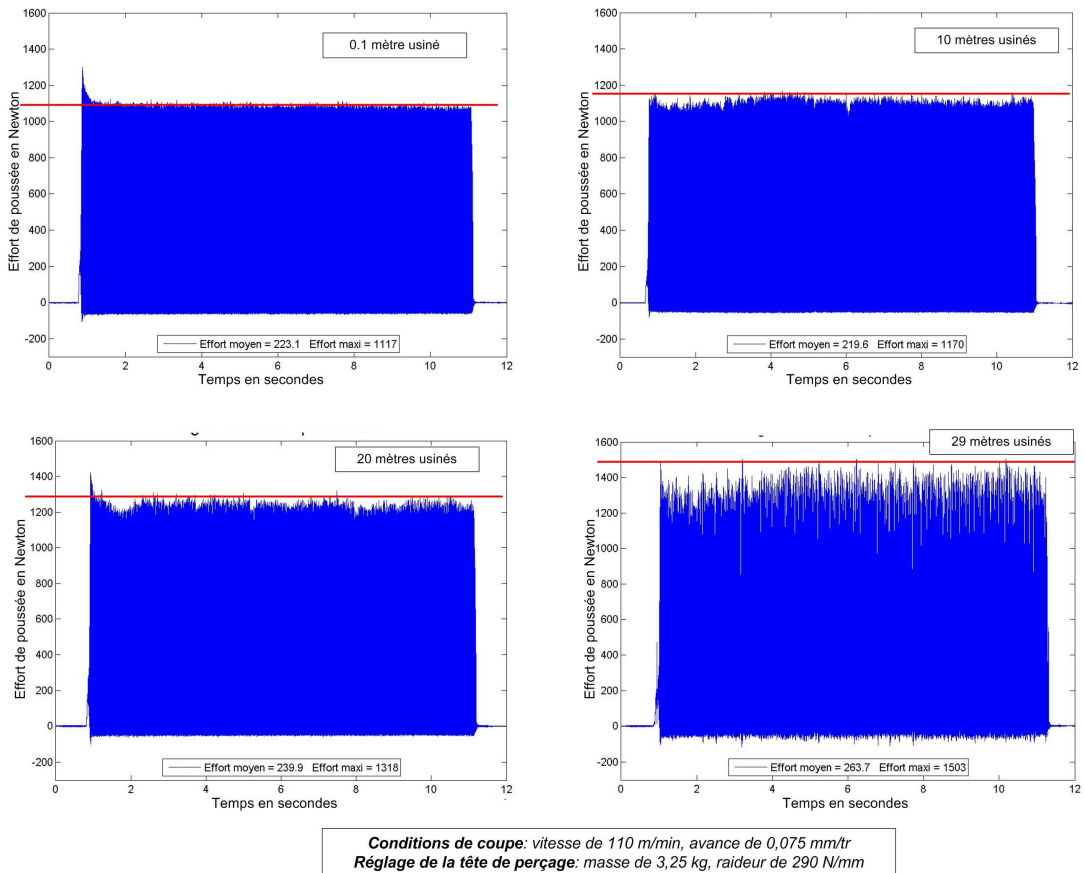 0.1 mètre usiné
Effort de poussée en Newton
1600
1400
1200
1000
800
600
400
200
0
-200
0 2 4 6 8 10 12
Effort moyen = 223.1 Effort maxi = 1117
Temps en secondes
10 mètres usinés
Effort de poussée en Newton
1600
1400
1200
1000
800
600
400
200
0
-200
0 2 4 6 8 10 12
Effort moyen = 219.6 Effort maxi = 1170
Temps en secondes
20 mètres usinés
Effort de poussée en Newton
1600
1400
1200
1000
800
600
400
200
0
-200
0 2 4 6 8 10 12
Effort moyen = 239.9 Effort maxi = 1318
Temps en secondes
29 mètres usinés
Effort de poussée en Newton
1600
1400
1200
1000
800
600
400
200
0
-200
0 2 4 6 8 10 12
Effort moyen = 263.7 Effort maxi = 1503
Temps en secondes
Conditions de coupe: vitesse de 110 m/min, avance de 0,075 mm/tr
Réglage de la tête de perçage: masse de 3,25 kg, raideur de 290 N/mm